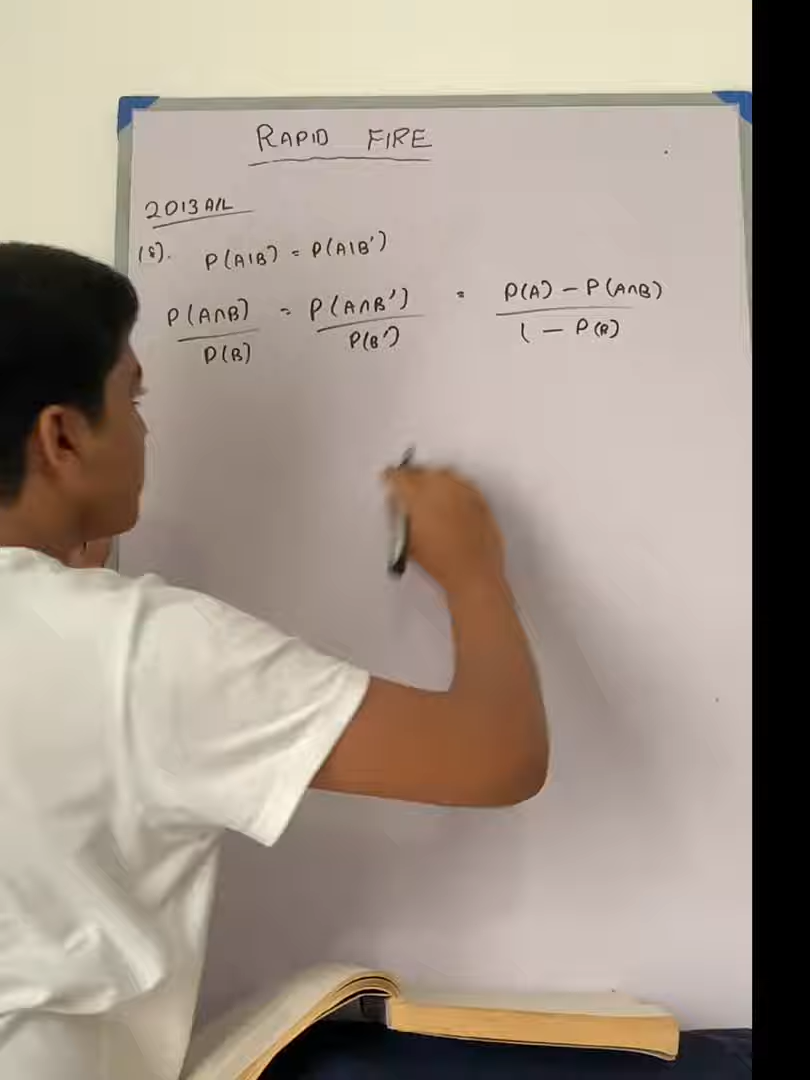 RAPID FIRE
2013 A/L
(8). P(A|B) = P(A|B')
P(A∩B) / P(B) = P(A∩B') / P(B') = P(A) - P(A∩B) / 1 - P(B)